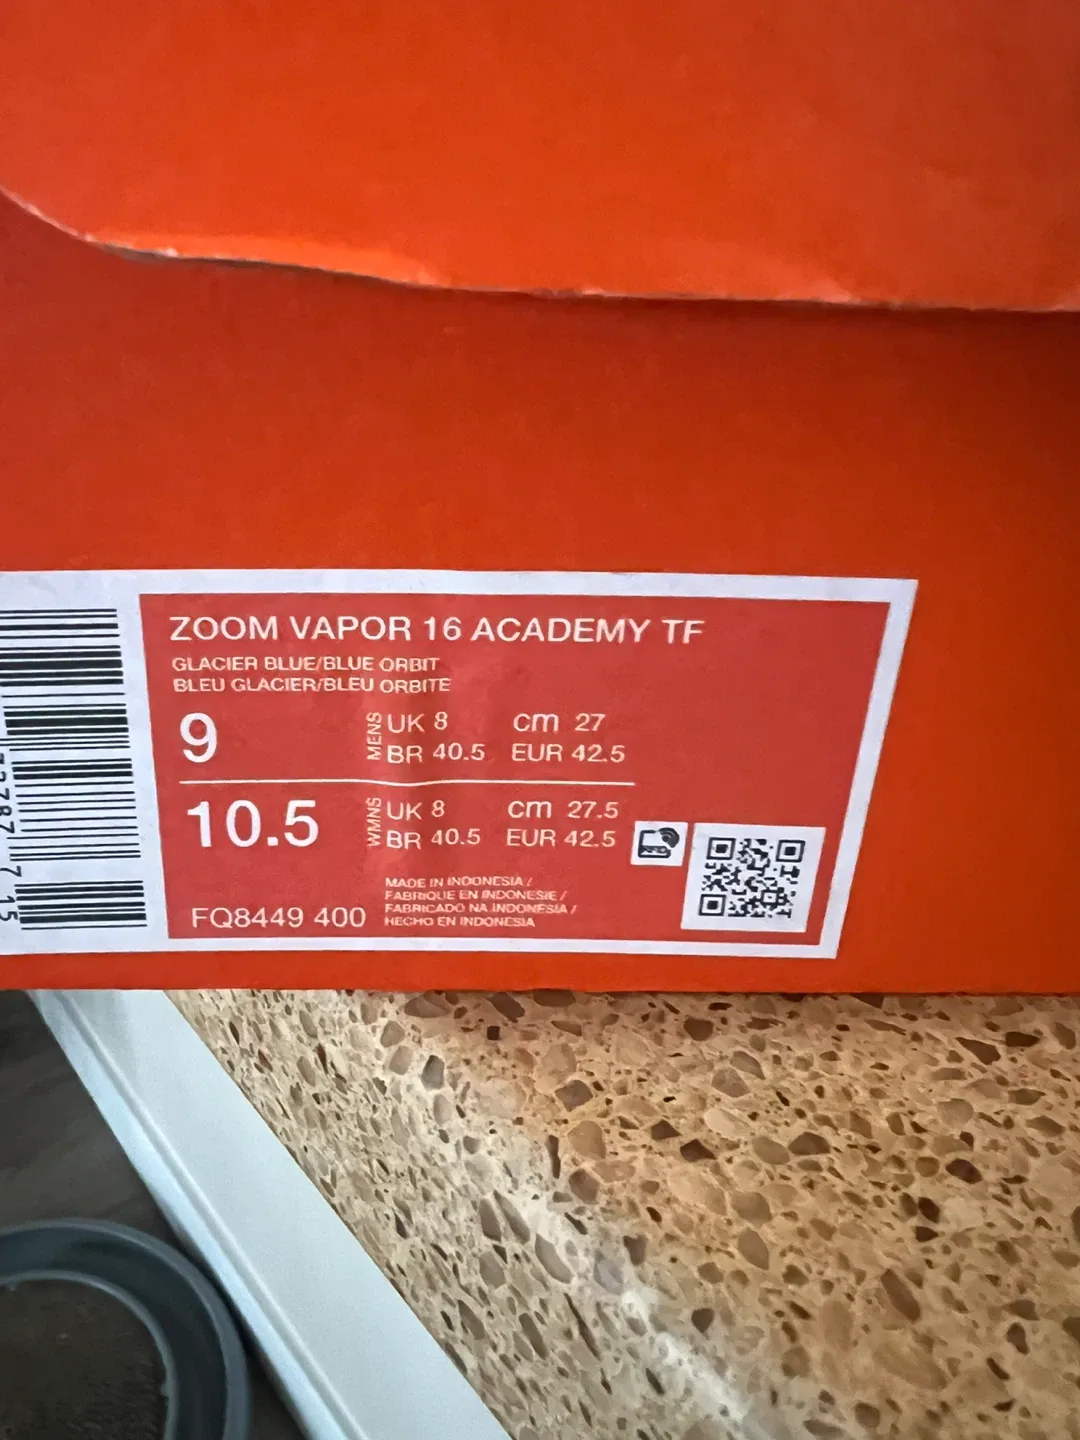 ZOOM VAPOR 16 ACADEMY TF
GLACIER BLUE/BLUE ORBIT
BLEU GLACIER/BLEU ORBITE
9 MENS UK 8 cm 27
BR 40.5 EUR 42.5
10.5 WMNS UK 8 cm 27.5
BR 40.5 EUR 42.5
MADE IN INDONESIA /
FABRIQUE EN INDONESIE /
FABRICADO NA INDONESIA /
HECHO EN INDONESIA
FQ8449 400